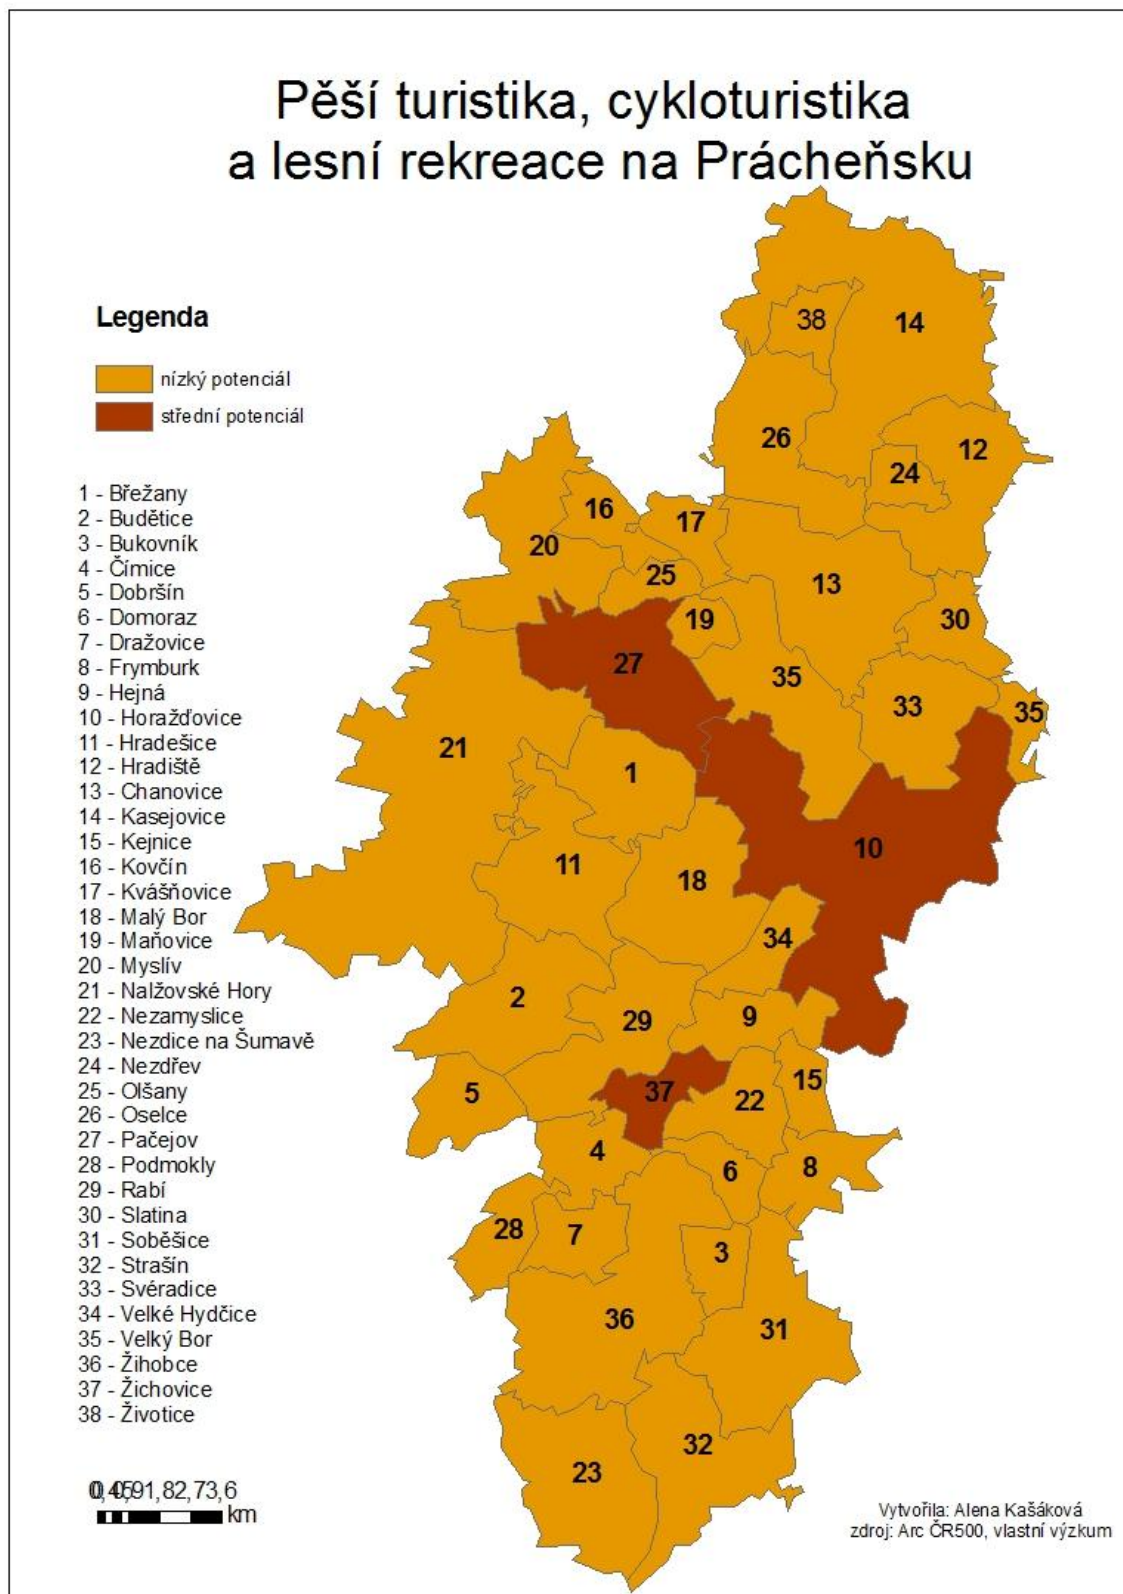 Pěší turistika, cykloturistika
a lesní rekreace na Prácheňsku
Legenda
nízký potenciál
střední potenciál
1 - Břežany
2 - Budětice
3 - Bukovník
4 - Čímice
5 - Dobršín
6 - Domoraz
7 - Dražovice
8 - Frymburk
9 - Hejná
10 - Horažďovice
11 - Hradešice
12 - Hradiště
13 - Chanovice
14 - Kasejovice
15 - Kejnice
16 - Kovčín
17 - Kvášňovice
18 - Malý Bor
19 - Maňovice
20 - Myslív
21 - Nalžovské Hory
22 - Nezamyslice
23 - Nezdice na Šumavě
24 - Nezdřev
25 - Olšany
26 - Oselce
27 - Pačejov
28 - Podmokly
29 - Rabí
30 - Slatina
31 - Soběšice
32 - Strašín
33 - Svéradice
34 - Velké Hydčice
35 - Velký Bor
36 - Žihobce
37 - Žichovice
38 - Životice
38
14
26
12
24
16
17
20
25
13
19
30
27
35
33
35
21
1
10
11
18
34
2
9
29
15
5
37
22
4
6
8
28
7
3
36
31
32
23
km
Vytvořila: Alena Kašáková
zdroj: Arc ČR500, vlastní výzkum